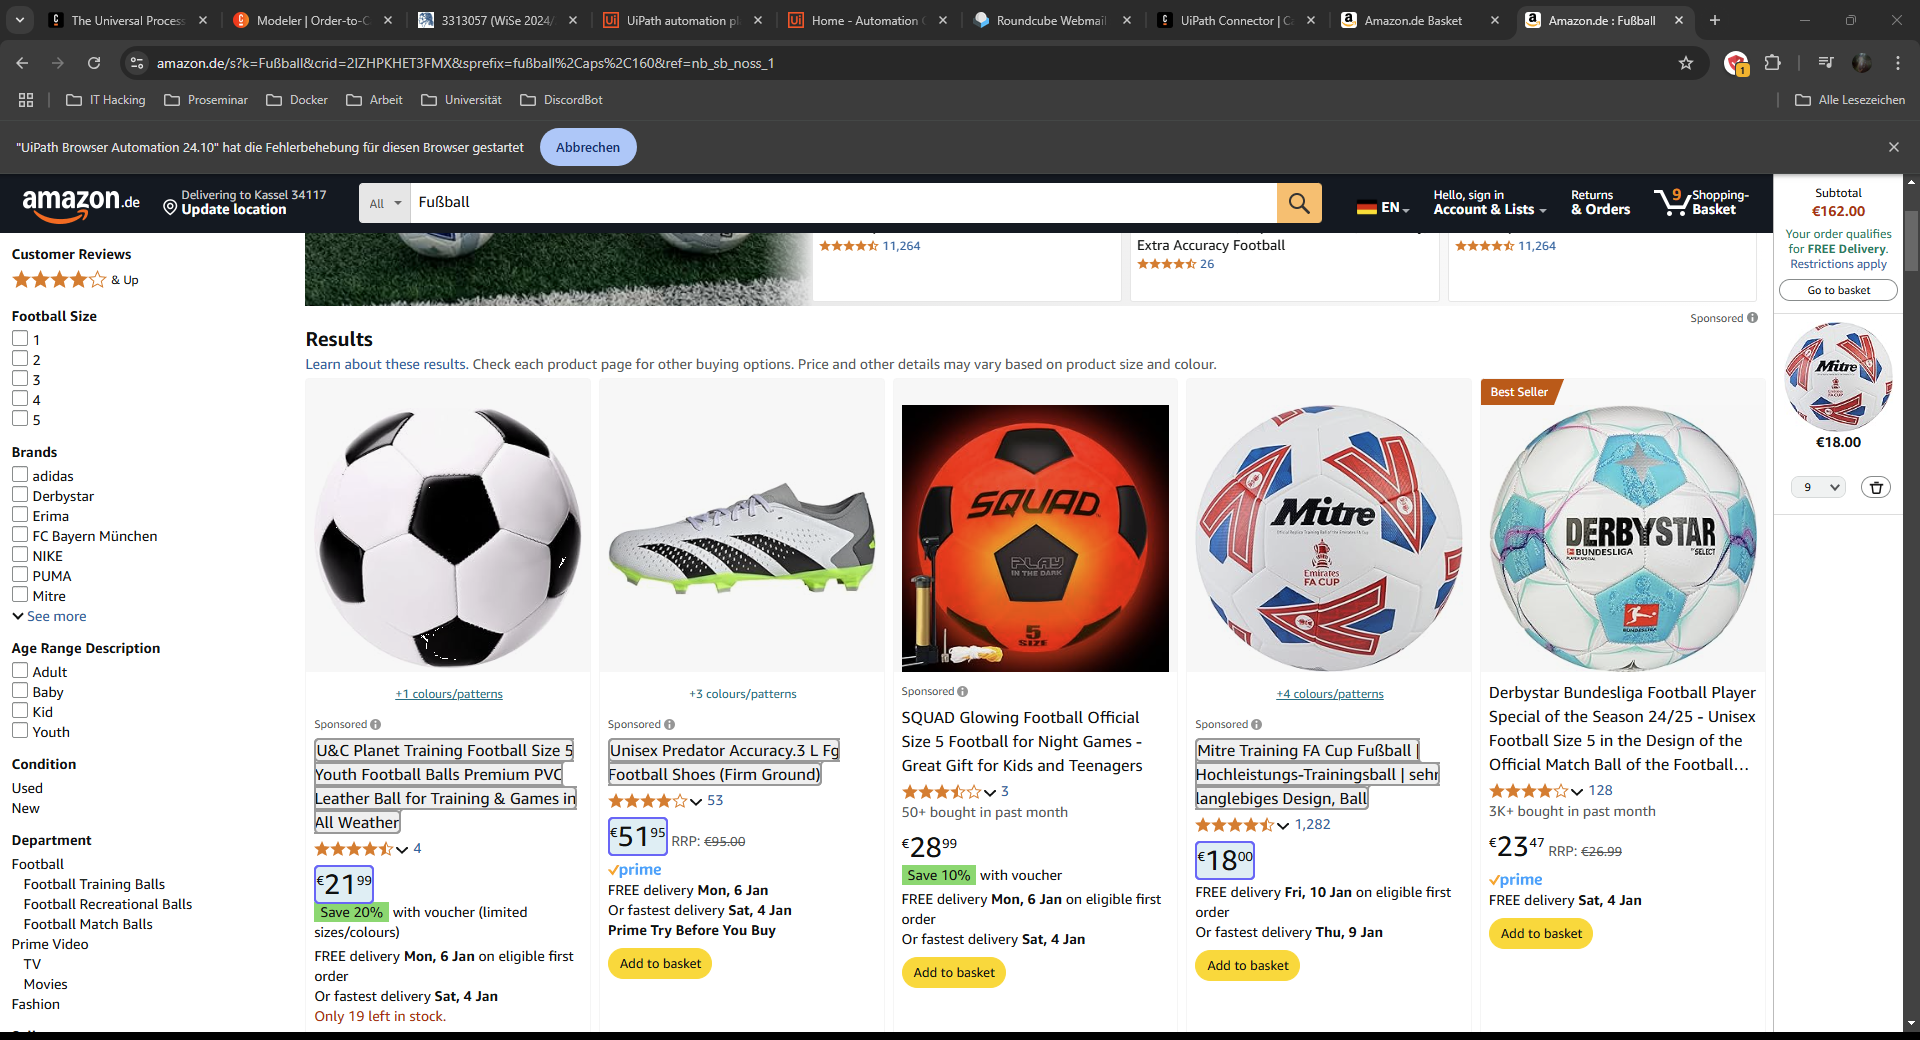 The Universal Process
Modeler | Order-to-C
3313057 (WiSe 2024/
UiPath automation pl
Home - Automation
Roundcube Webmail
UiPath Connector | Ca
Amazon.de Basket
Amazon.de : Fußball
amazon.de/s?k=Fußball&crid=2IZHPKHET3FMX&sprefix=fußball%2Caps%2C160&ref=nb_sb_noss_1
1
IT Hacking
Proseminar
Docker
Arbeit
Universität
DiscordBot
Alle Lesezeichen
"UiPath Browser Automation 24.10" hat die Fehlerbehebung für diesen Browser gestartet
Abbrechen
amazon.de
Delivering to Kassel 34117
Update location
All
Fußball
EN
Hello, sign in
Account & Lists
Returns
& Orders
9
Shopping-
Basket
Subtotal
€162.00
Your order qualifies
for FREE Delivery.
Restrictions apply
Go to basket
Mitre
€18.00
9
Customer Reviews
& Up
Football Size
1
2
3
4
5
Brands
adidas
Derbystar
Erima
FC Bayern München
NIKE
PUMA
Mitre
See more
Age Range Description
Adult
Baby
Kid
Youth
Condition
Used
New
Department
Football
Football Training Balls
Football Recreational Balls
Football Match Balls
Prime Video
TV
Movies
Fashion
11,264
Extra Accuracy Football
26
11,264
Sponsored
Results
Learn about these results. Check each product page for other buying options. Price and other details may vary based on product size and colour.
+1 colours/patterns
Sponsored
U&C Planet Training Football Size 5
Youth Football Balls Premium PVC
Leather Ball for Training & Games in
All Weather
4
€2199
Save 20% with voucher (limited
sizes/colours)
FREE delivery Mon, 6 Jan on eligible first
order
Or fastest delivery Sat, 4 Jan
Only 19 left in stock.
+3 colours/patterns
Sponsored
Unisex Predator Accuracy.3 L Fg
Football Shoes (Firm Ground)
53
€5195 RRP: €95.00
prime
FREE delivery Mon, 6 Jan
Or fastest delivery Sat, 4 Jan
Prime Try Before You Buy
Add to basket
SQUAD
PLAY
IN THE DARK
5
SIZE
Sponsored
SQUAD Glowing Football Official
Size 5 Football for Night Games -
Great Gift for Kids and Teenagers
3
50+ bought in past month
€2899
Save 10% with voucher
FREE delivery Mon, 6 Jan on eligible first
order
Or fastest delivery Sat, 4 Jan
Add to basket
Mitre
Emirates
FA CUP
+4 colours/patterns
Sponsored
Mitre Training FA Cup Fußball |
Hochleistungs-Trainingsball | sehr
langlebiges Design, Ball
1,282
€1800
FREE delivery Fri, 10 Jan on eligible first
order
Or fastest delivery Thu, 9 Jan
Add to basket
Best Seller
DERBYSTAR
BUNDESLIGA
BY SELECT
Derbystar Bundesliga Football Player
Special of the Season 24/25 - Unisex
Football Size 5 in the Design of the
Official Match Ball of the Football…
128
3K+ bought in past month
€2347 RRP: €26.99
prime
FREE delivery Sat, 4 Jan
Add to basket